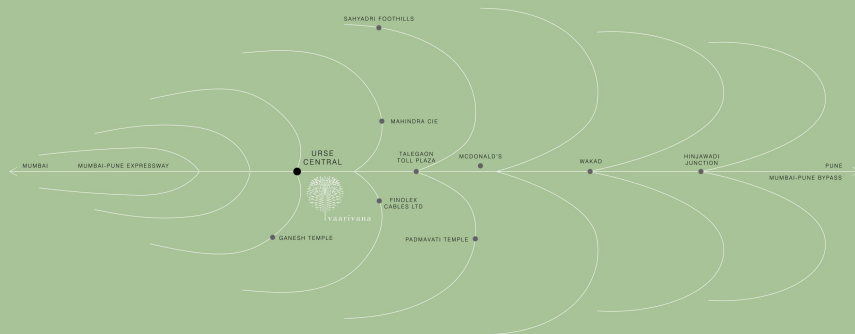 SAHYADRI FOOTHILLS
MAHINDRA CIE
URSE
CENTRAL
TALEGAON
TOLL PLAZA
MCDONALD'S
WAKAD
HINJAWADI
JUNCTION
MUMBAI
MUMBAI-PUNE EXPRESSWAY
PUNE
MUMBAI-PUNE BYPASS
FINOLEX
CABLES LTD
vaarivana
GANESH TEMPLE
PADMAVATI TEMPLE